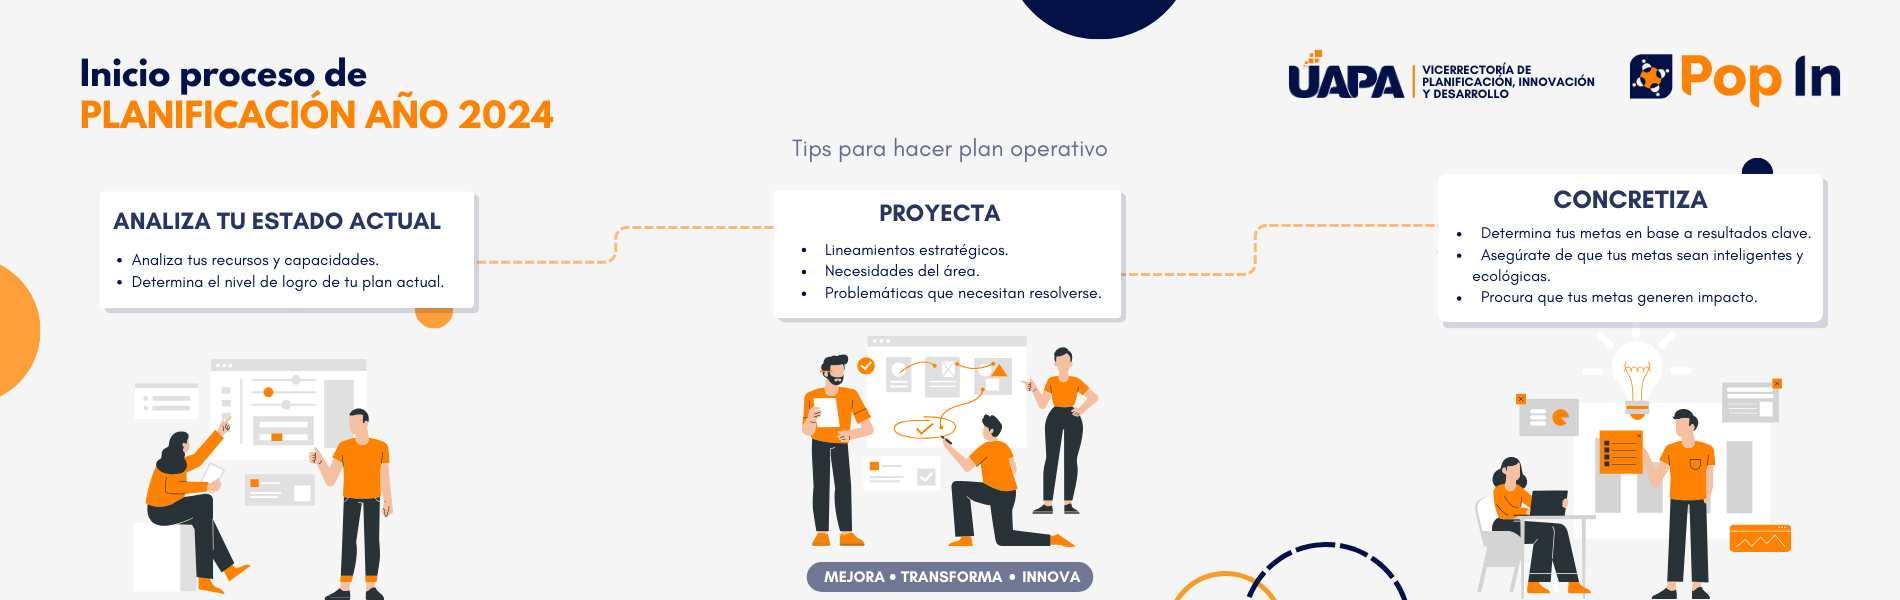 Inicio proceso de
PLANIFICACIÓN AÑO 2024
UAPA
VICERRECTORÍA DE
PLANIFICACIÓN, INNOVACIÓN
Y DESARROLLO
Pop In
Tips para hacer plan operativo
ANALIZA TU ESTADO ACTUAL
• Analiza tus recursos y capacidades.
• Determina el nivel de logro de tu plan actual.
PROYECTA
• Lineamientos estratégicos.
• Necesidades del área.
• Problemáticas que necesitan resolverse.
CONCRETIZA
• Determina tus metas en base a resultados clave.
• Asegúrate de que tus metas sean inteligentes y
ecológicas.
• Procura que tus metas generen impacto.
MEJORA • TRANSFORMA • INNOVA